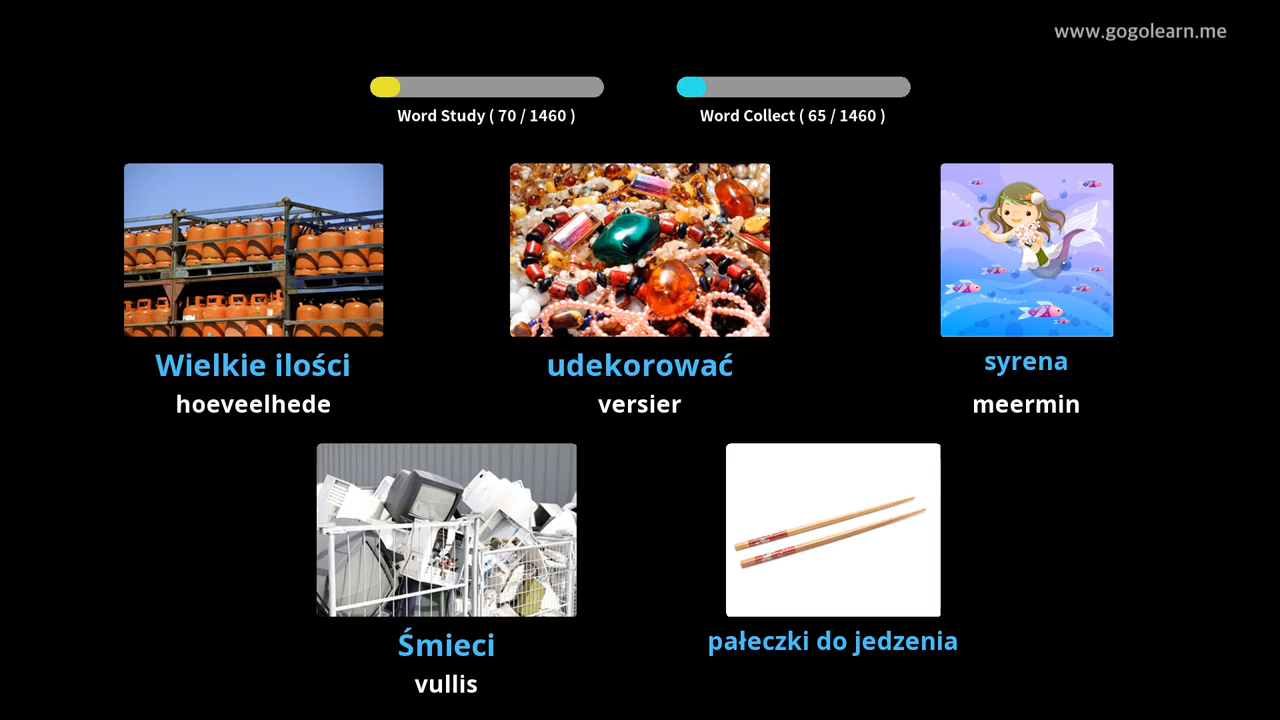 www.gogolearn.me
Word Study ( 70 / 1460 )
Word Collect ( 65 / 1460 )
Wielkie ilości
hoeveelhede
udekorować
versier
syrena
meermin
Śmieci
vullis
pałeczki do jedzenia